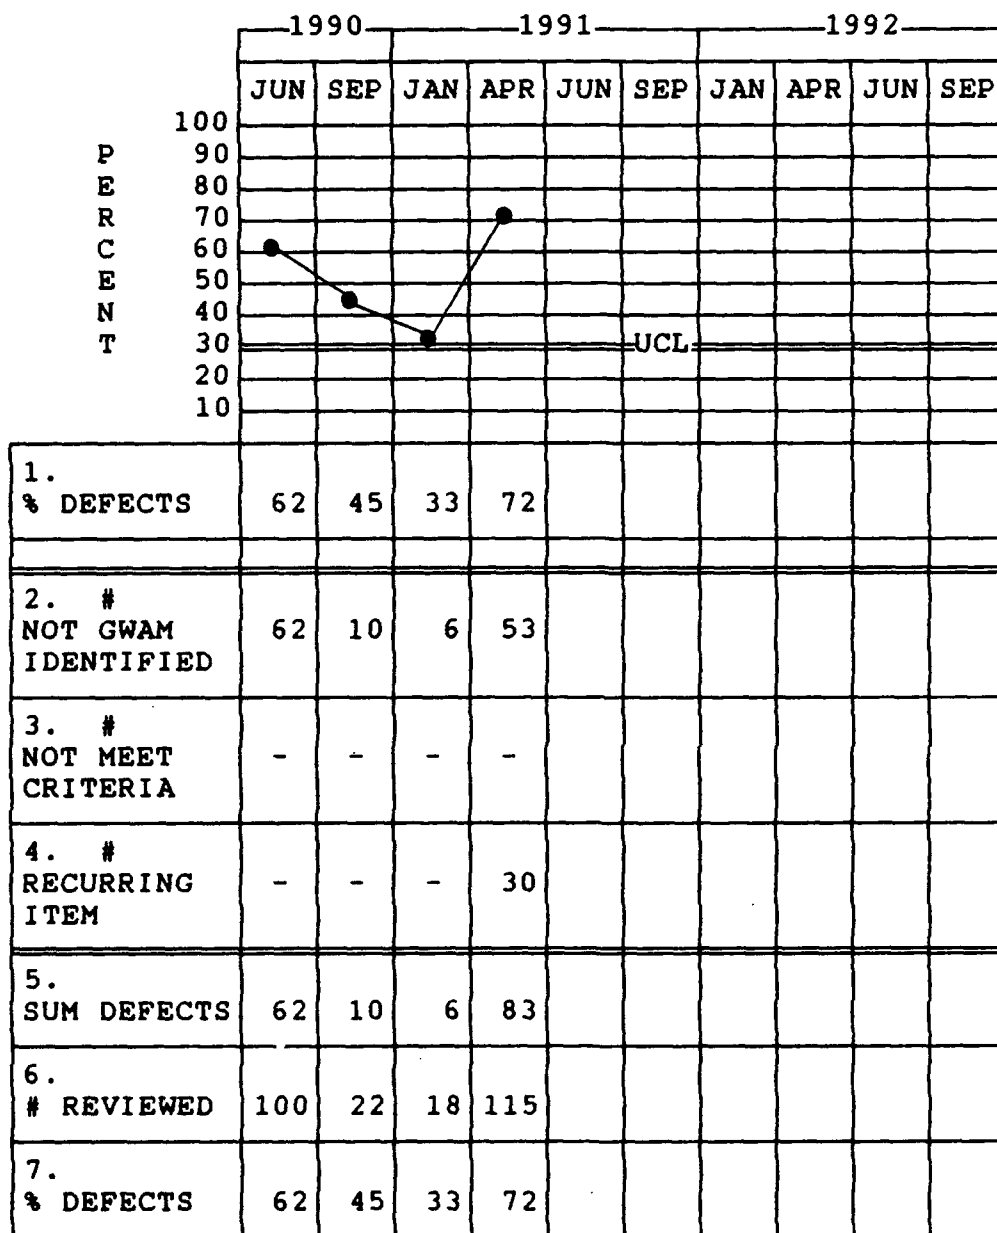 1990 1991 1992
JUN SEP JAN APR JUN SEP JAN APR JUN SEP
PERCENT
100
90
80
70
60
50
40
30 UCL
20
10
1.
% DEFECTS 62 45 33 72
2. #
NOT GWAM 62 10 6 53
IDENTIFIED
3. #
NOT MEET - - - -
CRITERIA
4. #
RECURRING - - - 30
ITEM
5.
SUM DEFECTS 62 10 6 83
6.
# REVIEWED 100 22 18 115
7.
% DEFECTS 62 45 33 72